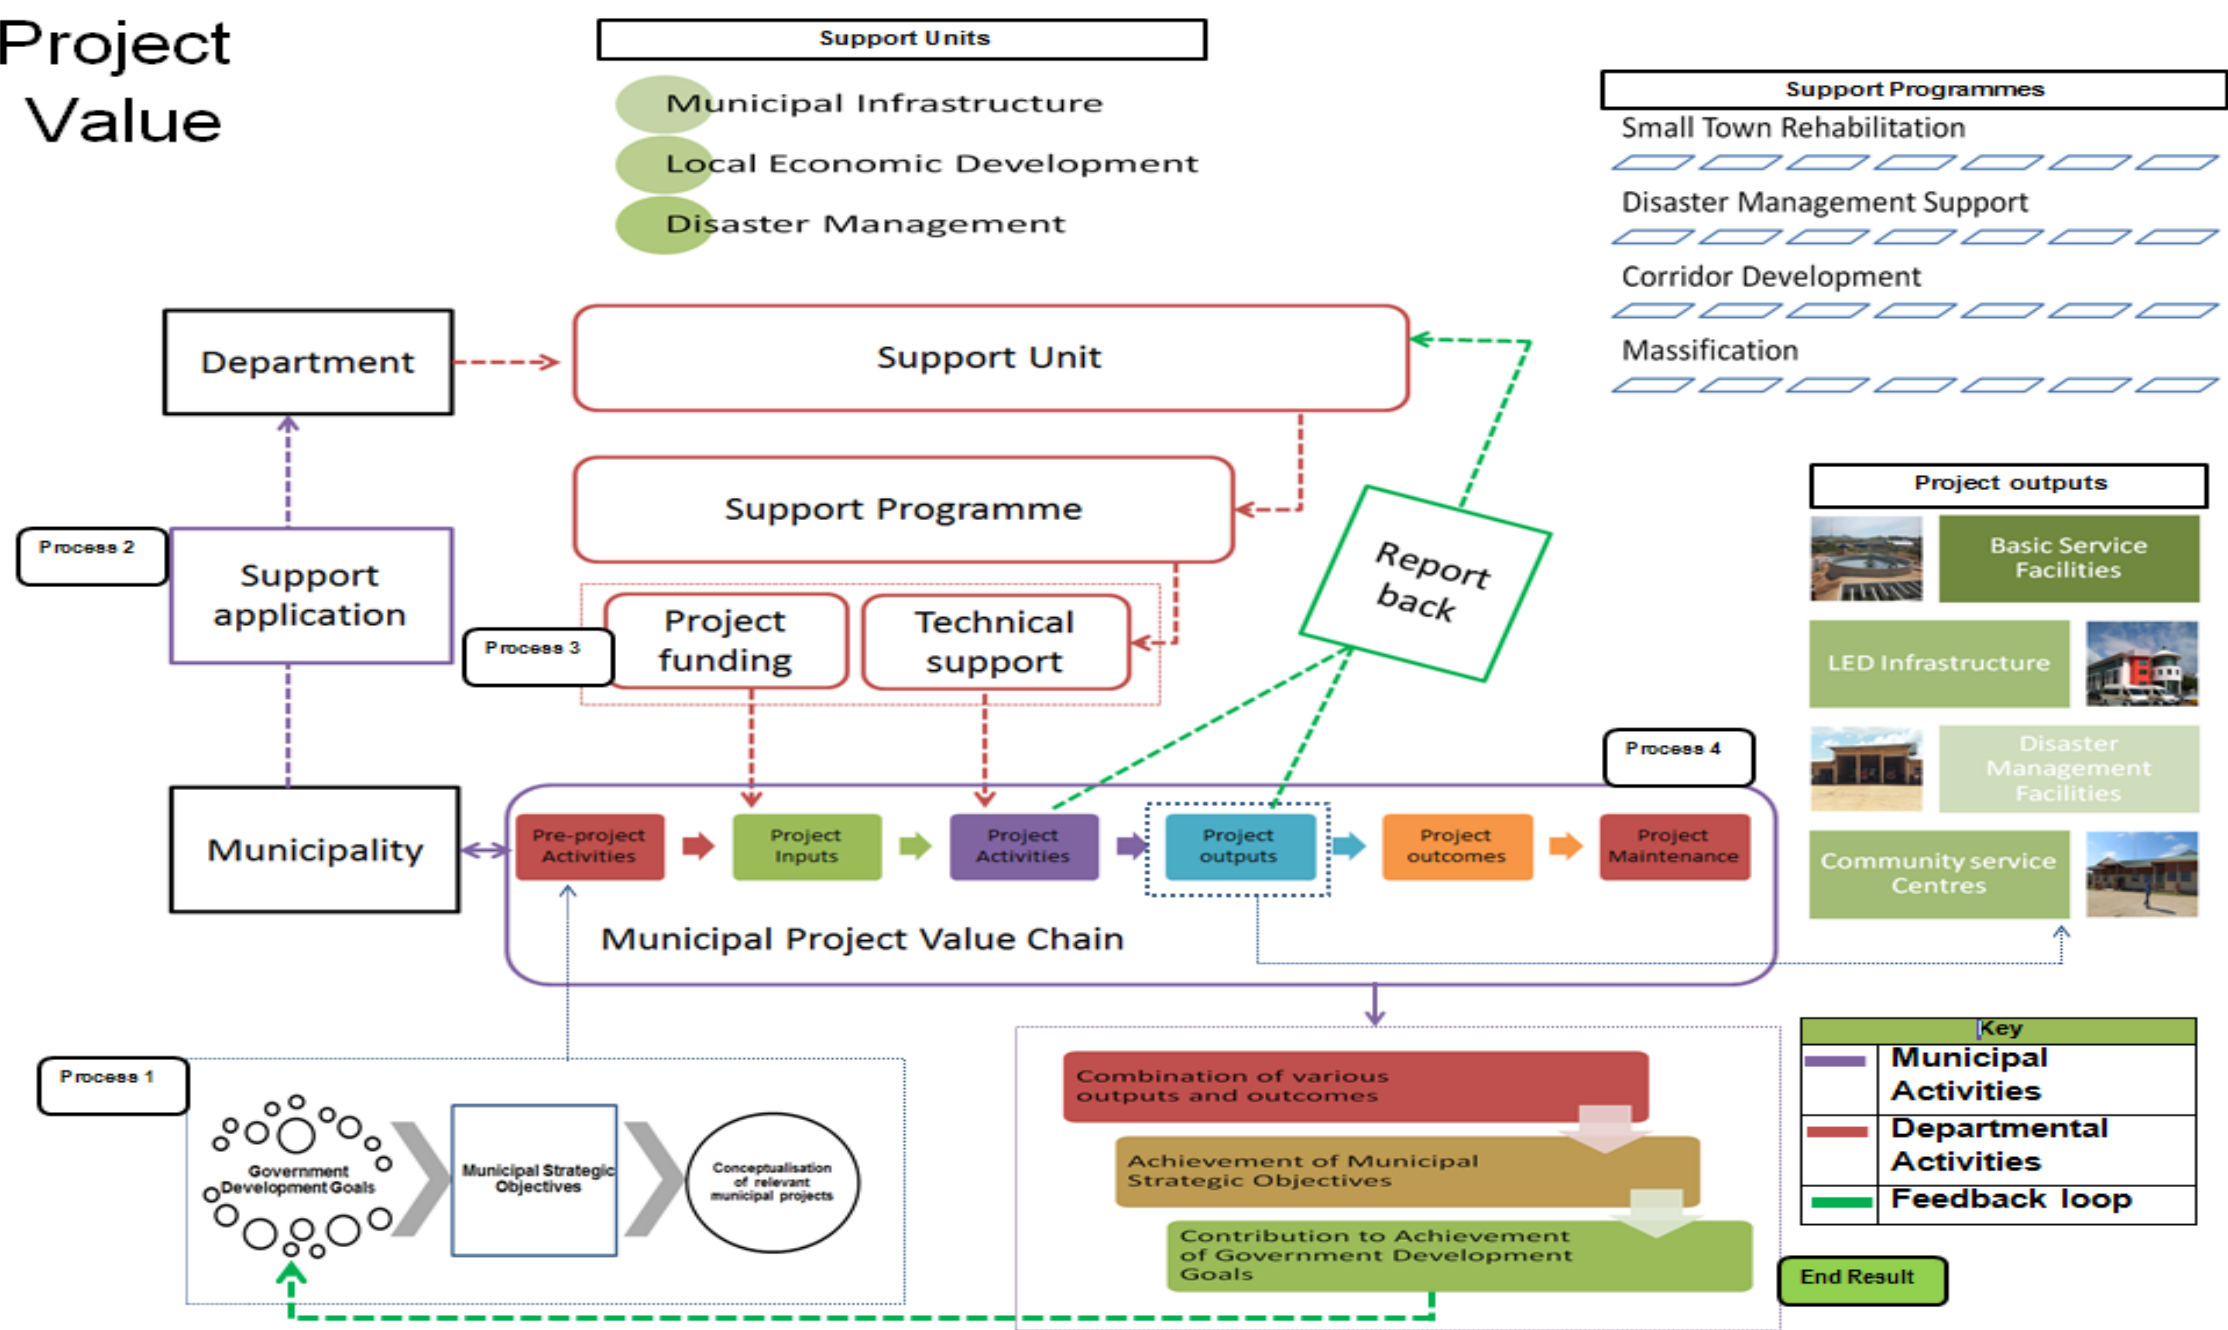 Project
Value
Support Units
Municipal Infrastructure
Local Economic Development
Disaster Management
Support Programmes
Small Town Rehabilitation
Disaster Management Support
Corridor Development
Massification
Department
Support Unit
Support Programme
Process 2
Support
application
Process 3
Project
funding
Technical
support
Report
back
Project outputs
Basic Service
Facilities
LED Infrastructure
Disaster
Management
Facilities
Community service
Centres
Process 4
Municipality
Pre-project
Activities
Project
Inputs
Project
Activities
Project
outputs
Project
outcomes
Project
Maintenance
Municipal Project Value Chain
Process 1
Government
Development Goals
Municipal Strategic
Objectives
Conceptualisation
of relevant
municipal projects
Combination of various
outputs and outcomes
Achievement of Municipal
Strategic Objectives
Contribution to Achievement
of Government Development
Goals
Key
Municipal
Activities
Departmental
Activities
Feedback loop
End Result